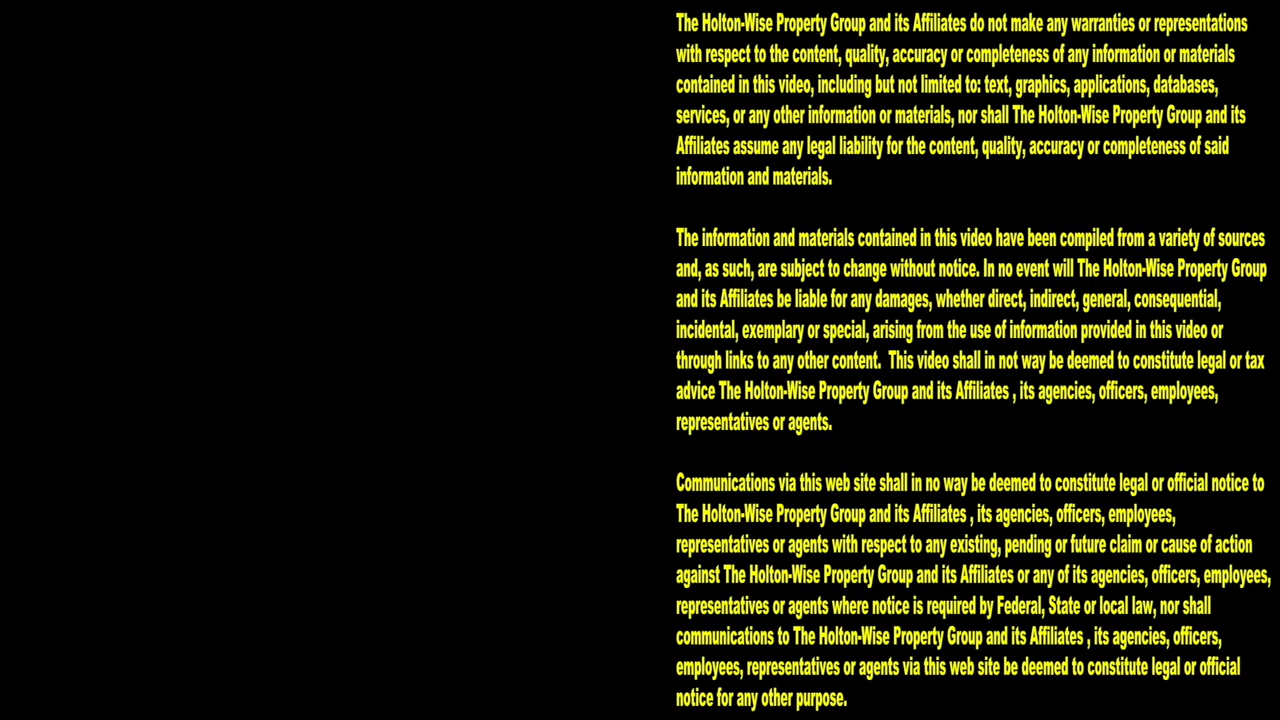 The Holton-Wise Property Group and its Affiliates do not make any warranties or representations
with respect to the content, quality, accuracy or completeness of any information or materials
contained in this video, including but not limited to: text, graphics, applications, databases,
services, or any other information or materials, nor shall The Holton-Wise Property Group and its
Affiliates assume any legal liability for the content, quality, accuracy or completeness of said
information and materials.
The information and materials contained in this video have been compiled from a variety of sources
and, as such, are subject to change without notice. In no event will The Holton-Wise Property Group
and its Affiliates be liable for any damages, whether direct, indirect, general, consequential,
incidental, exemplary or special, arising from the use of information provided in this video or
through links to any other content.  This video shall in not way be deemed to constitute legal or tax
advice The Holton-Wise Property Group and its Affiliates , its agencies, officers, employees,
representatives or agents.
Communications via this web site shall in no way be deemed to constitute legal or official notice to
The Holton-Wise Property Group and its Affiliates , its agencies, officers, employees,
representatives or agents with respect to any existing, pending or future claim or cause of action
against The Holton-Wise Property Group and its Affiliates or any of its agencies, officers, employees,
representatives or agents where notice is required by Federal, State or local law, nor shall
communications to The Holton-Wise Property Group and its Affiliates , its agencies, officers,
employees, representatives or agents via this web site be deemed to constitute legal or official
notice for any other purpose.